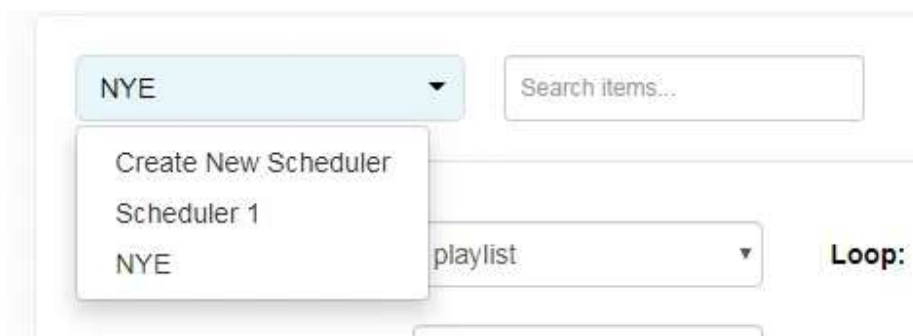 NYE
Search items...
Create New Scheduler
Scheduler 1
NYE
playlist
Loop: